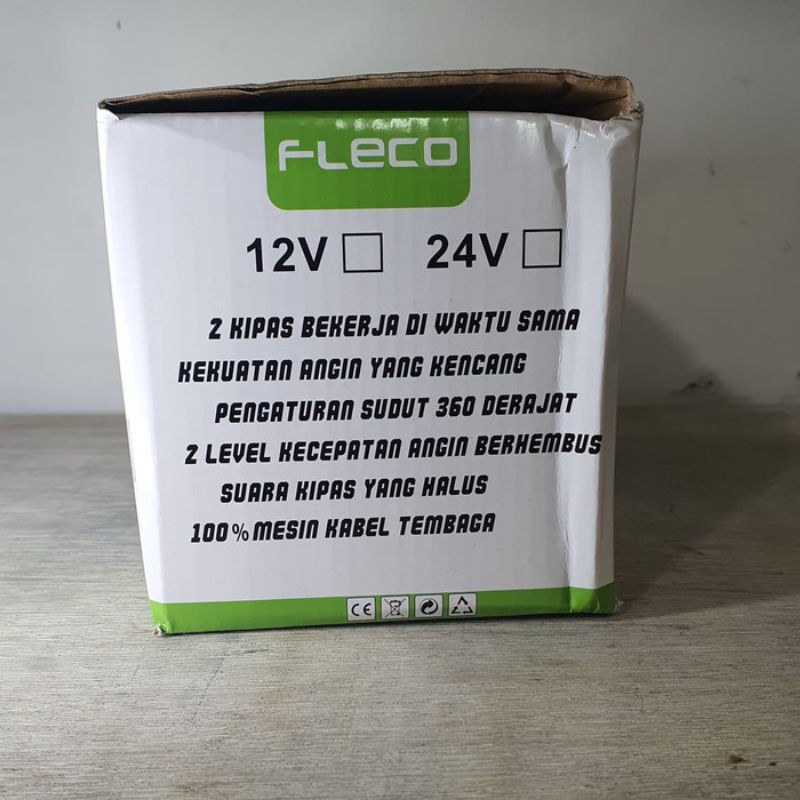 FLECO
12V 24V
2 KIPAS BEKERJA DI WAKTU SAMA
KEKUATAN ANGIN YANG KENCANG
PENGATURAN SUDUT 360 DERAJAT
2 LEVEL KECEPATAN ANGIN BERHEMBUS
SUARA KIPAS YANG HALUS
100% MESIN KABEL TEMBAGA
CE